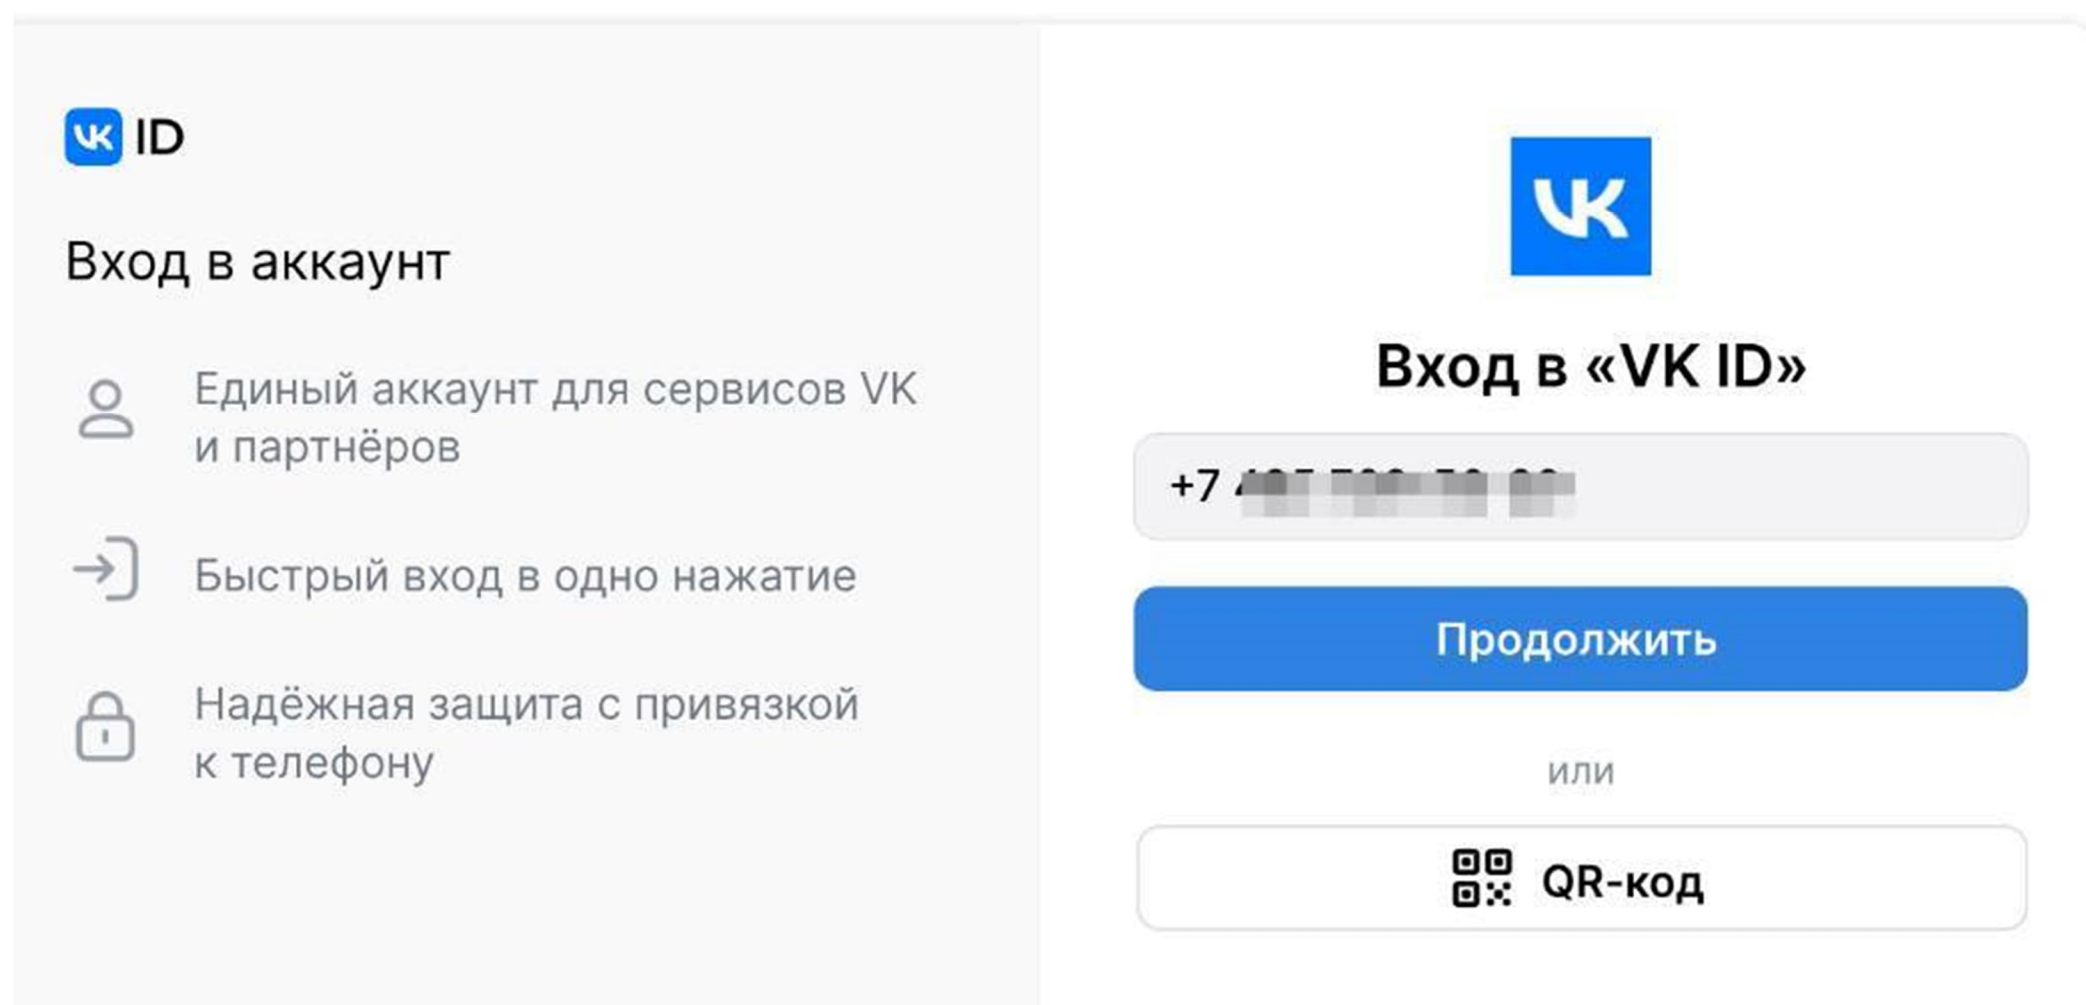 VK ID
Вход в аккаунт
Единый аккаунт для сервисов VK
и партнёров
Быстрый вход в одно нажатие
Надёжная защита с привязкой
к телефону
VK
Вход в «VK ID»
+7
Продолжить
или
QR-код